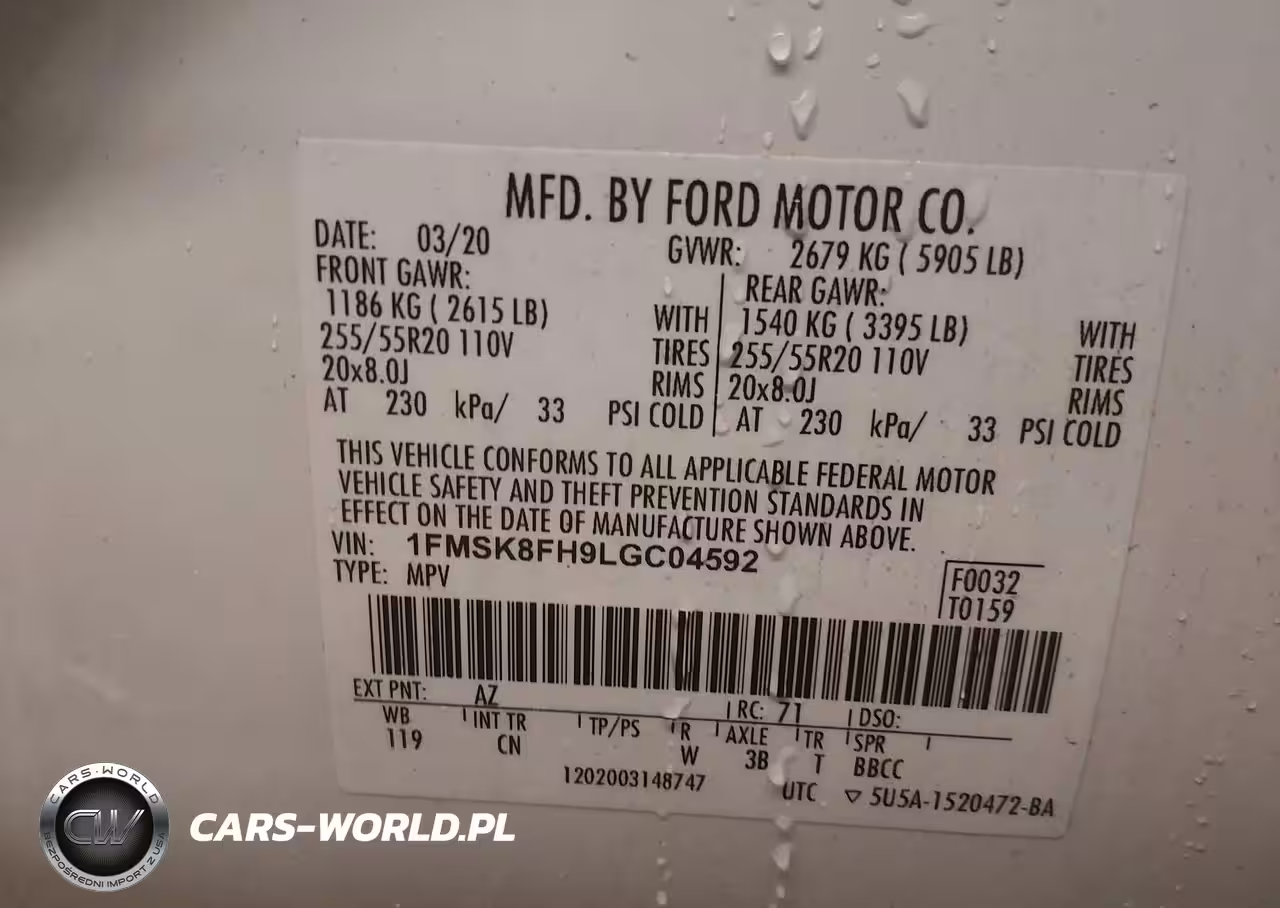 MFD. BY FORD MOTOR CO.
DATE: 03/20 GVWR: 2679 KG ( 5905 LB)
FRONT GAWR: REAR GAWR:
1186 KG ( 2615 LB) WITH 1540 KG ( 3395 LB) WITH
255/55R20 110V TIRES 255/55R20 110V TIRES
20x8.0J RIMS 20x8.0J RIMS
AT 230 kPa/ 33 PSI COLD AT 230 kPa/ 33 PSI COLD
THIS VEHICLE CONFORMS TO ALL APPLICABLE FEDERAL MOTOR
VEHICLE SAFETY AND THEFT PREVENTION STANDARDS IN
EFFECT ON THE DATE OF MANUFACTURE SHOWN ABOVE.
VIN: 1FMSK8FH9LGC04592
TYPE: MPV
F0032
T0159
EXT PNT: AZ RC: 71 DSO:
WB INT TR TP/PS R AXLE TR SPR
119 CN W 3B T BBCC
1202003148747 UTC ▽ 5U5A-1520472-BA
CARS-WORLD
CW
BEZPOŚREDNI IMPORT Z USA
CARS-WORLD.PL